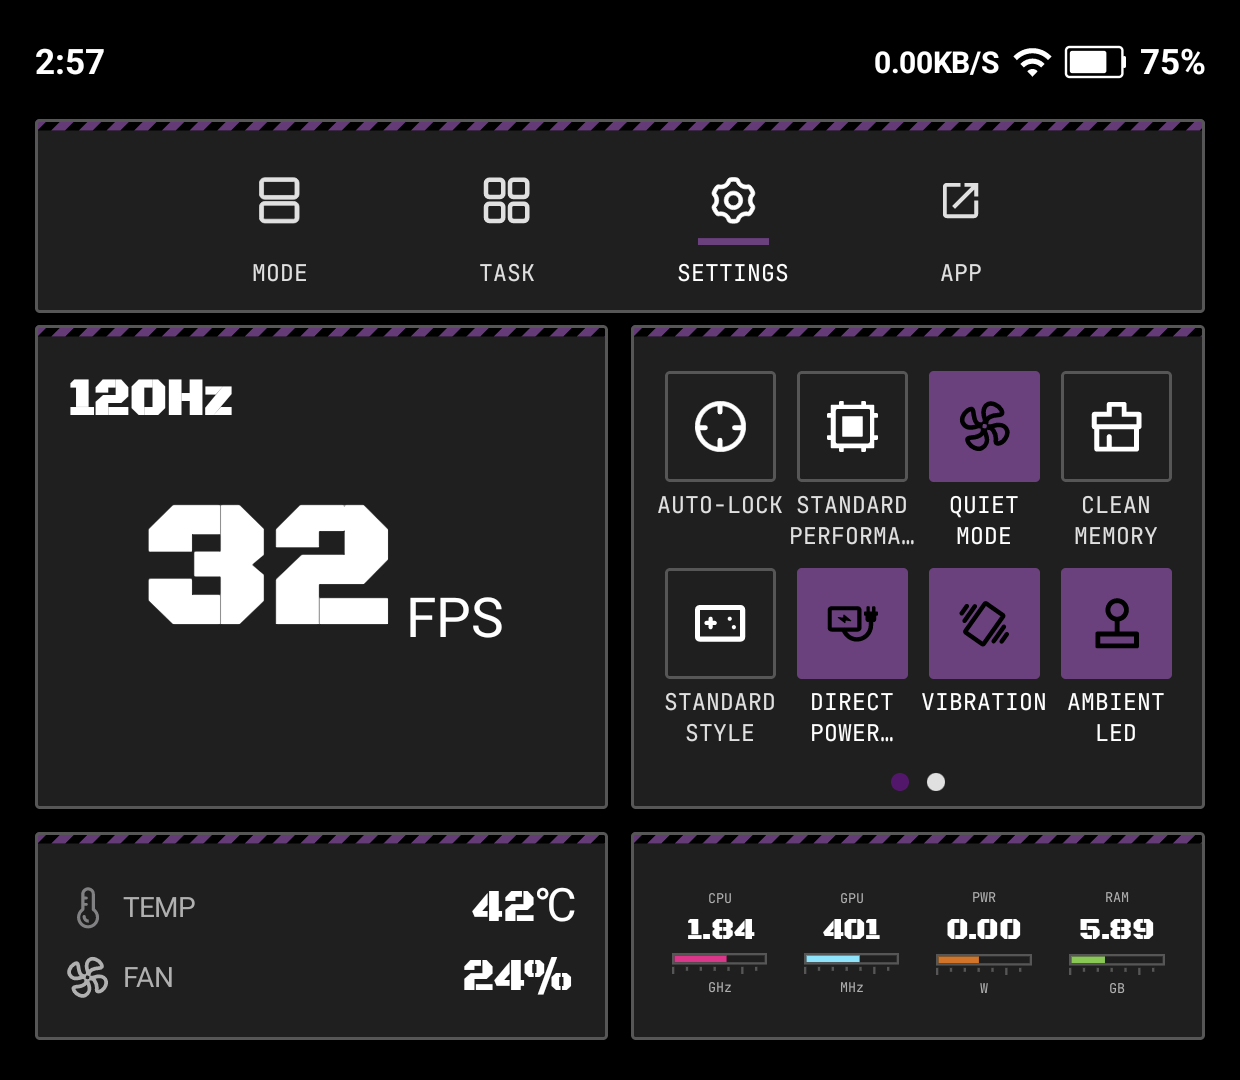 2:57
0.00KB/S
75%
MODE
TASK
SETTINGS
APP
120Hz
32 FPS
AUTO-LOCK
STANDARD
PERFORMA…
QUIET
MODE
CLEAN
MEMORY
STANDARD
STYLE
DIRECT
POWER…
VIBRATION
AMBIENT
LED
TEMP 42℃
FAN 24%
CPU
1.84
GHz
GPU
401
MHz
PWR
0.00
W
RAM
5.89
GB